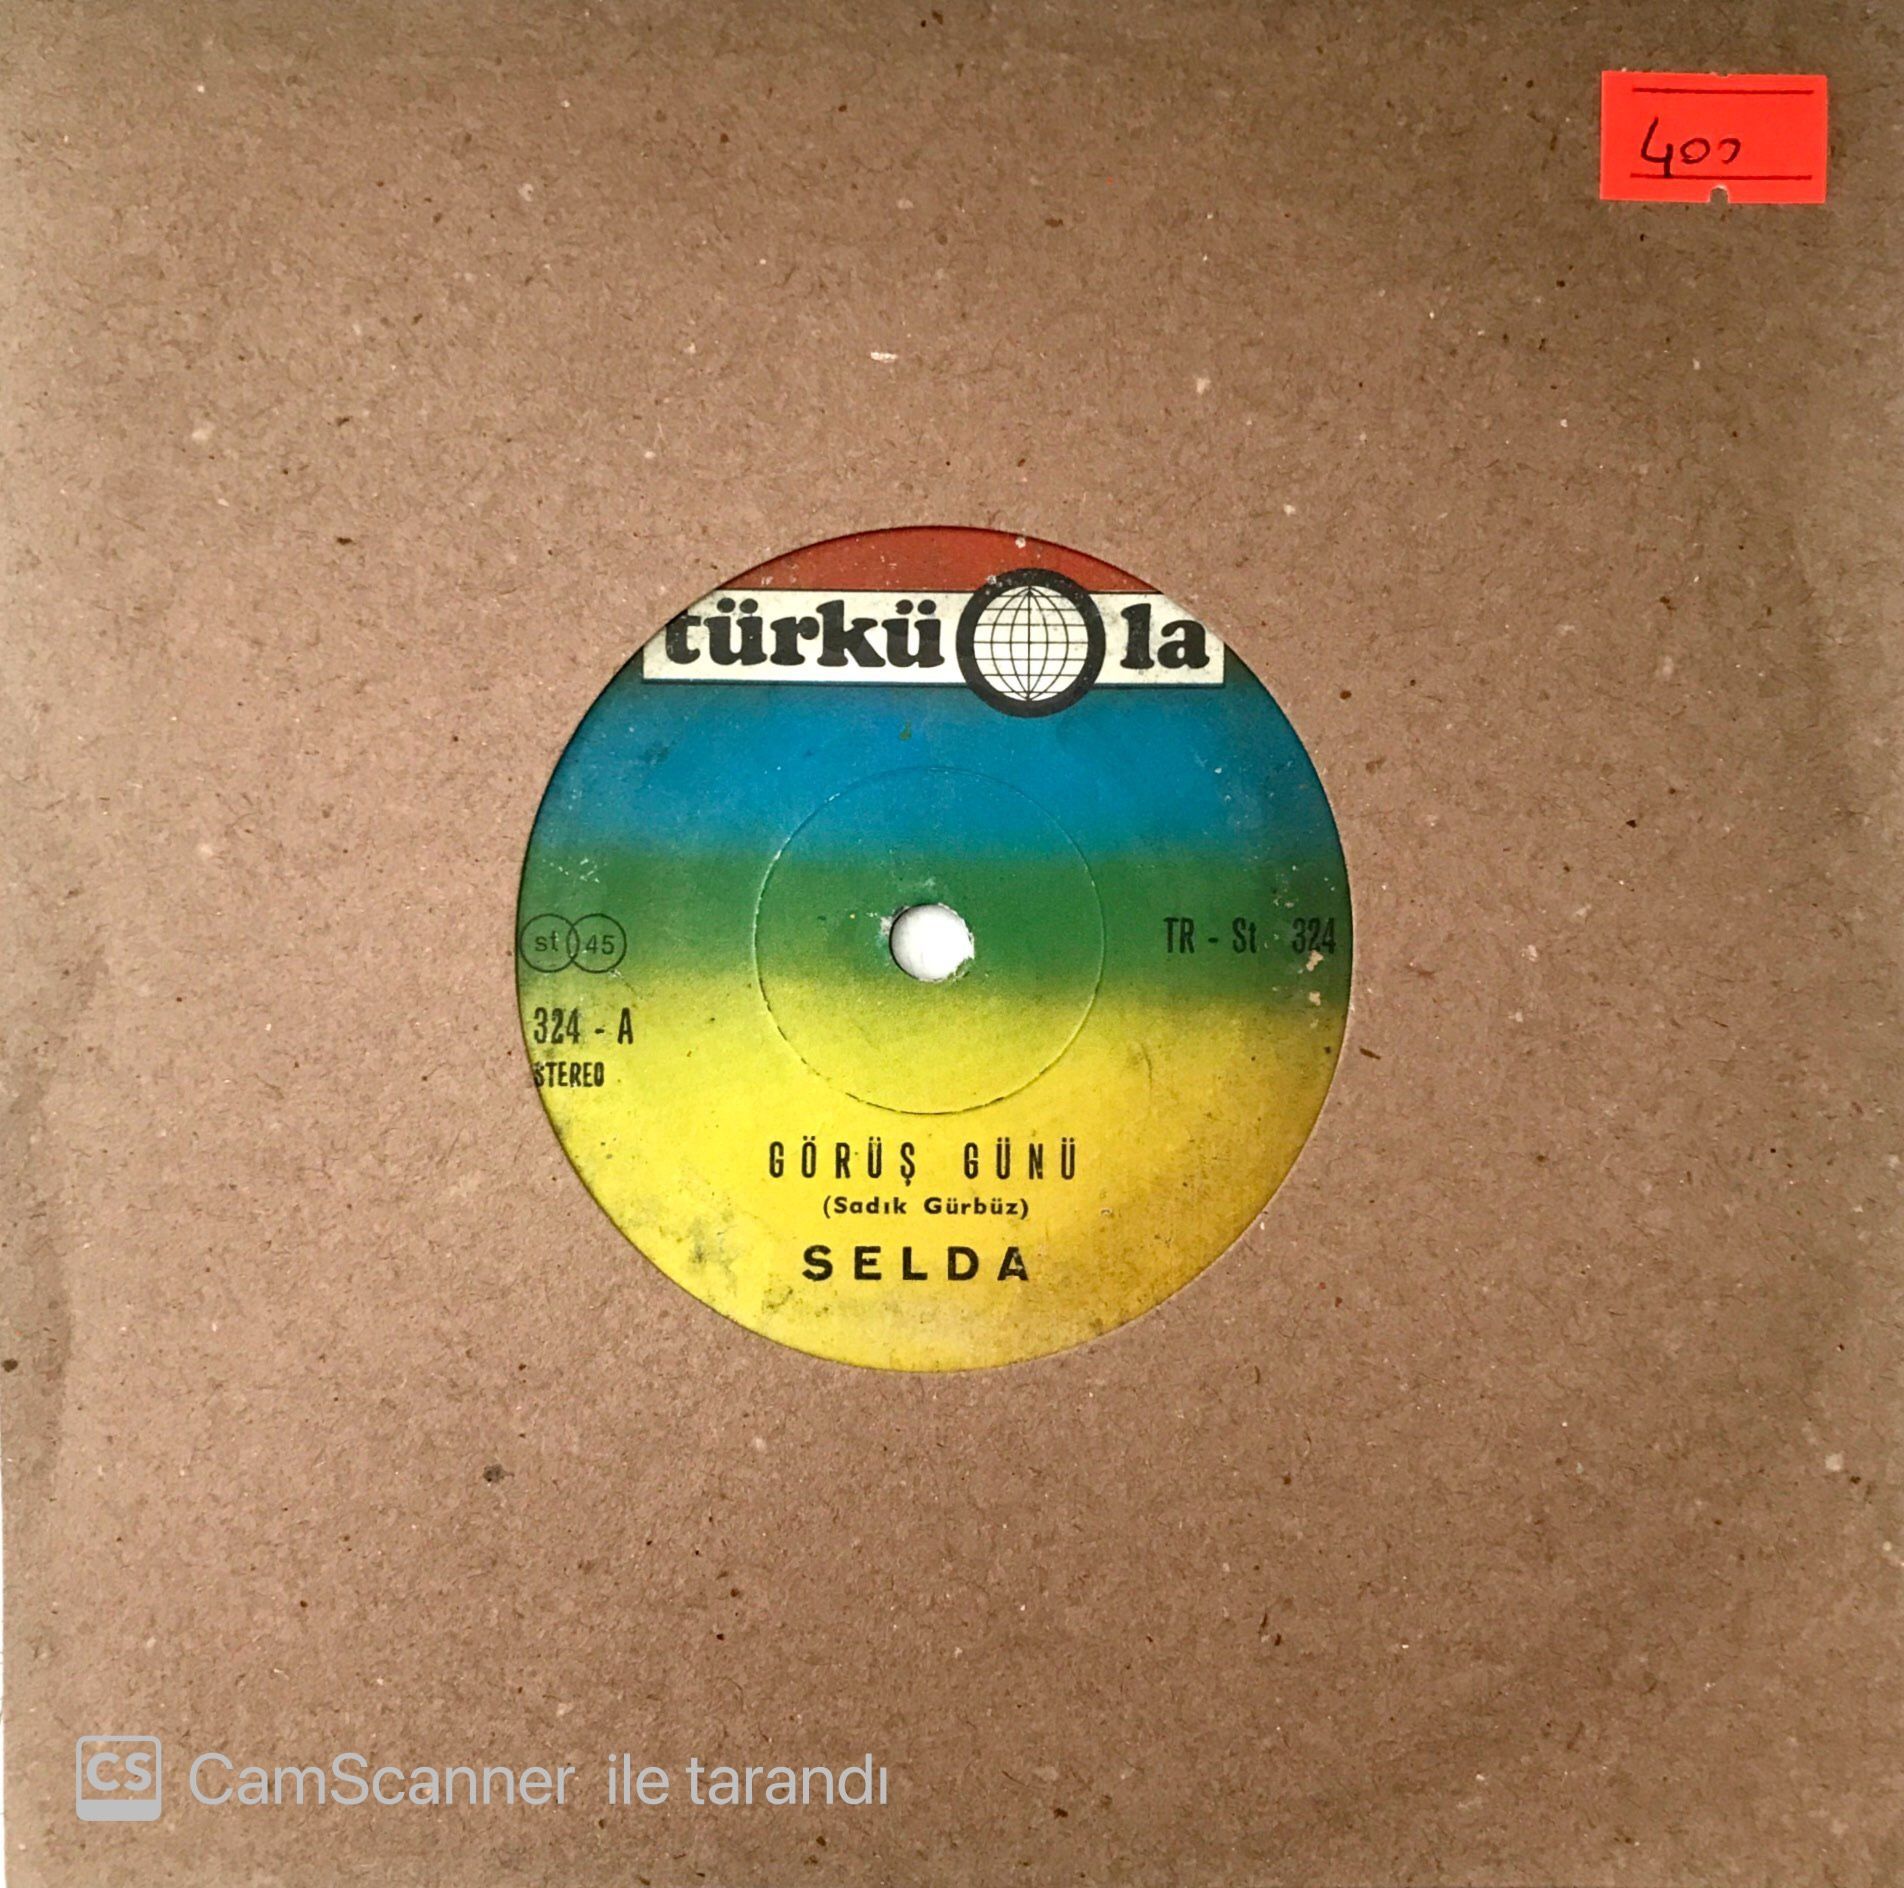 400
türkü la
st 45
TR - St 324
324 - A
STEREO
GÖRÜŞ GÜNÜ
(Sadık Gürbüz)
SELDA
CS CamScanner ile tarandı